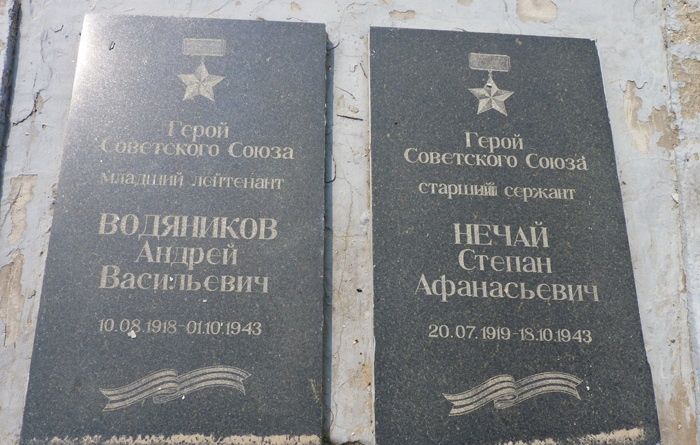 Герой
Советского Союза
младший лейтенант
ВОДЯНИКОВ
Андрей
Васильевич
10.08.1918-01.10.1943
Герой
Советского Союза
старший сержант
НЕЧАЙ
Степан
Афанасьевич
20.07.1919-18.10.1943